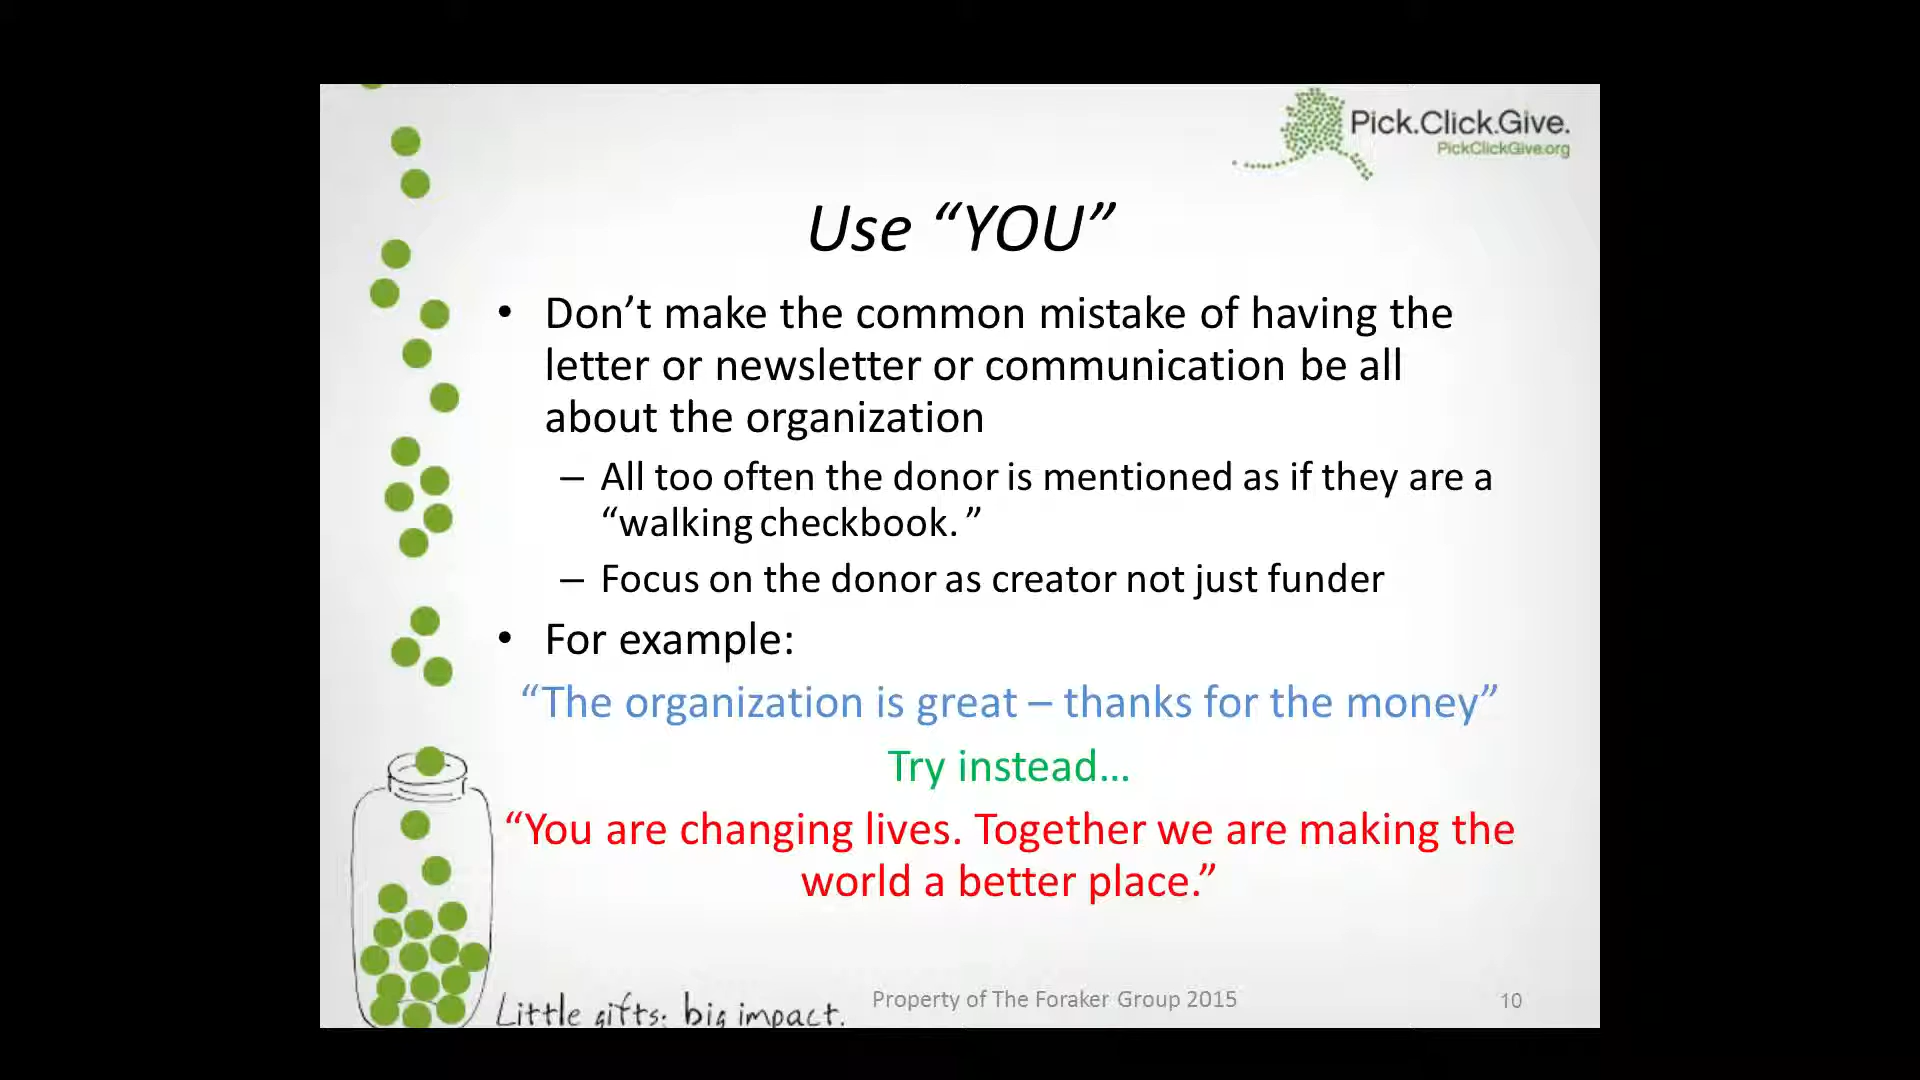 Pick.Click.Give.
PickClickGive.org
Use “YOU”
• Don’t make the common mistake of having the
letter or newsletter or communication be all
about the organization
– All too often the donor is mentioned as if they are a
“walking checkbook. ”
– Focus on the donor as creator not just funder
• For example:
“The organization is great – thanks for the money”
Try instead…
“You are changing lives. Together we are making the
world a better place.”
Little gifts: big impact.
Property of The Foraker Group 2015
10